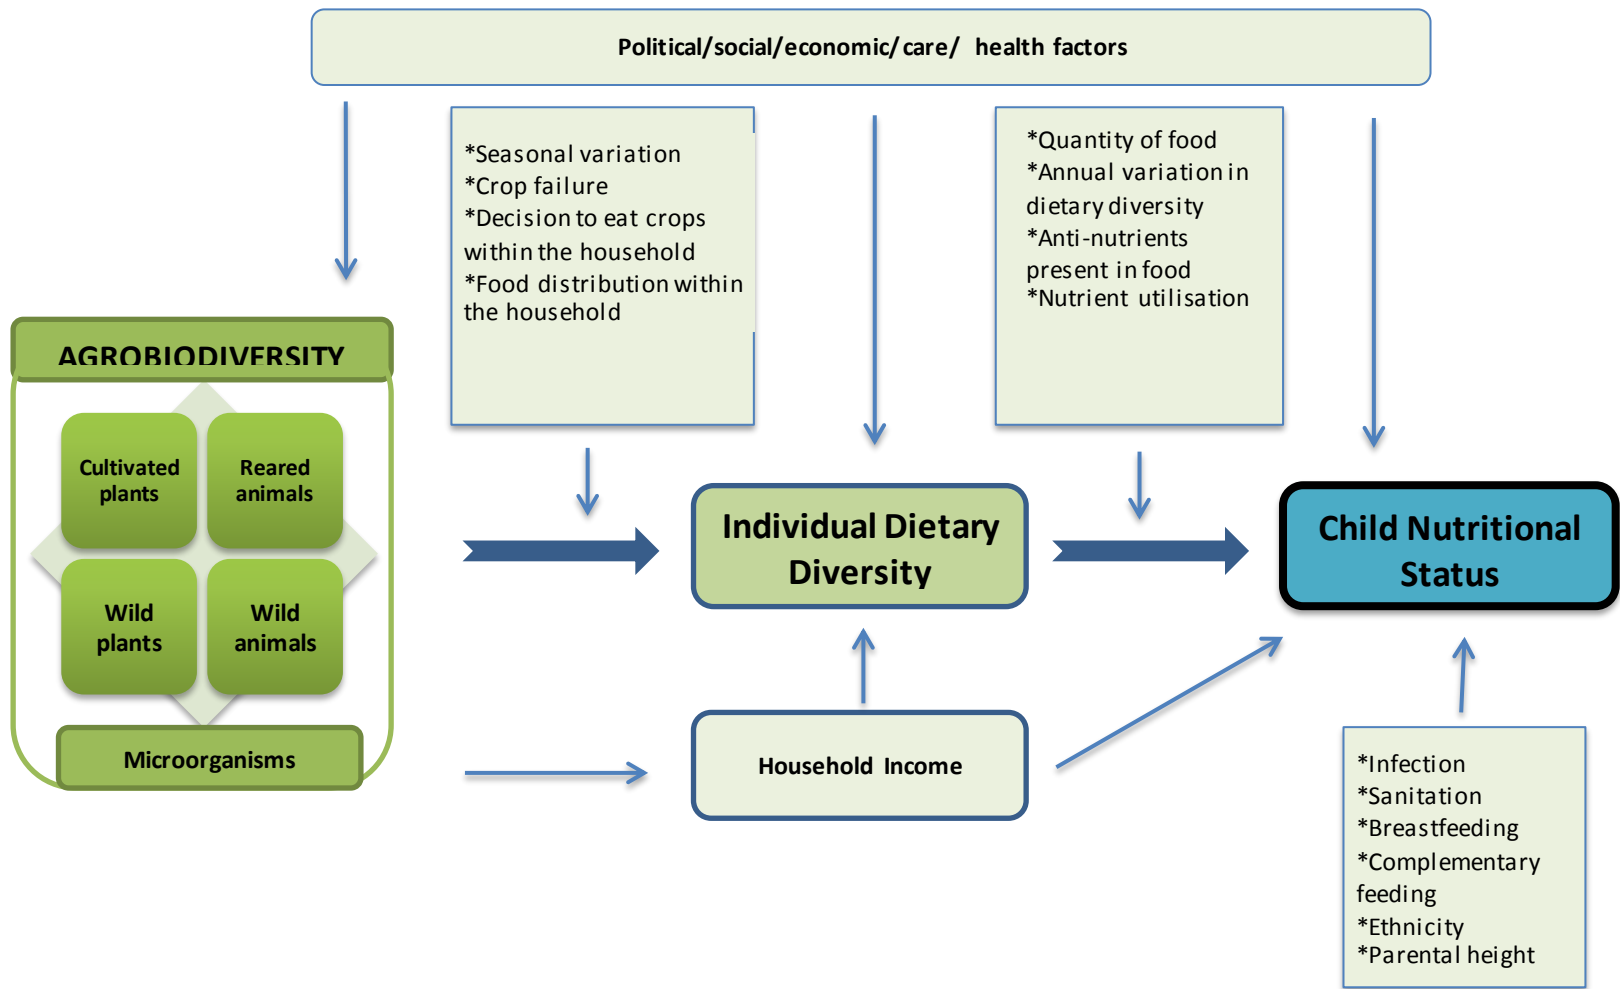 Political/social/economic/care/ health factors
*Seasonal variation
*Crop failure
*Decision to eat crops
within the household
*Food distribution within
the household
*Quantity of food
*Annual variation in
dietary diversity
*Anti-nutrients
present in food
*Nutrient utilisation
AGROBIODIVERSITY
Cultivated
plants
Reared
animals
Wild
plants
Wild
animals
Microorganisms
Individual Dietary
Diversity
Child Nutritional
Status
Household Income
*Infection
*Sanitation
*Breastfeeding
*Complementary
feeding
*Ethnicity
*Parental height